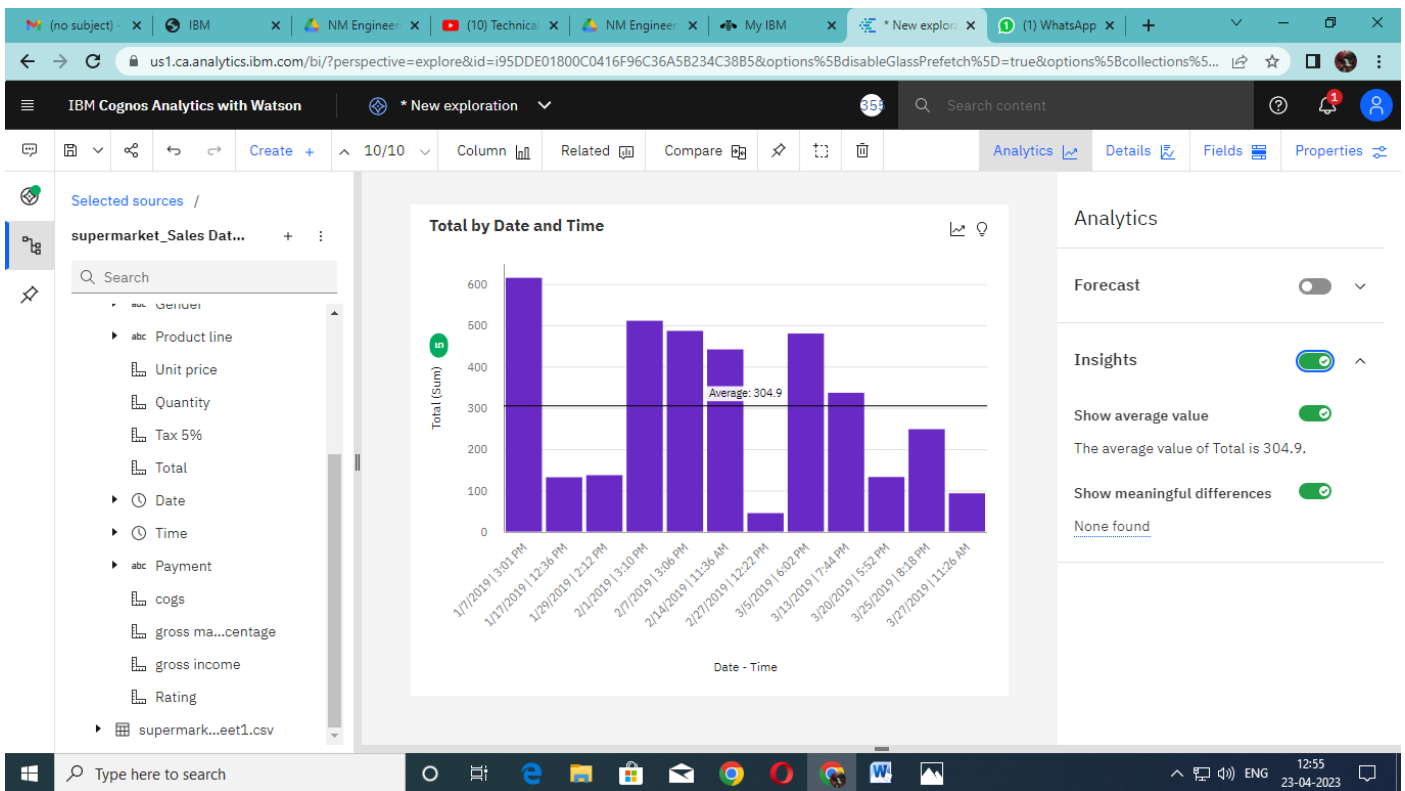 (no subject) -
IBM
NM Engineeri
(10) Technical
NM Engineeri
My IBM
* New explora
(1) WhatsApp
us1.ca.analytics.ibm.com/bi/?perspective=explore&id=i95DDE01800C0416F96C36A5B234C38B5&options%5BdisableGlassPrefetch%5D=true&options%5Bcollections%5...
IBM Cognos Analytics with Watson
* New exploration
355
Search content
1
Create +
10/10
Column
Related
Compare
Analytics
Details
Fields
Properties
Selected sources /
supermarket_Sales Dat...
Search
abc Gender
abc Product line
Unit price
Quantity
Tax 5%
Total
Date
Time
abc Payment
cogs
gross ma...centage
gross income
Rating
supermark...eet1.csv
Total by Date and Time
600
500
400
300
200
100
0
Total (Sum)
5
Average: 304.9
1/7/2019 | 3:01 PM
1/17/2019 | 12:36 PM
1/29/2019 | 2:12 PM
2/1/2019 | 3:10 PM
2/7/2019 | 3:06 PM
2/14/2019 | 11:36 AM
2/27/2019 | 12:22 PM
3/5/2019 | 6:02 PM
3/13/2019 | 7:44 PM
3/20/2019 | 5:52 PM
3/25/2019 | 8:18 PM
3/27/2019 | 11:26 AM
Date - Time
Analytics
Forecast
Insights
Show average value
The average value of Total is 304.9.
Show meaningful differences
None found
Type here to search
ENG
12:55
23-04-2023